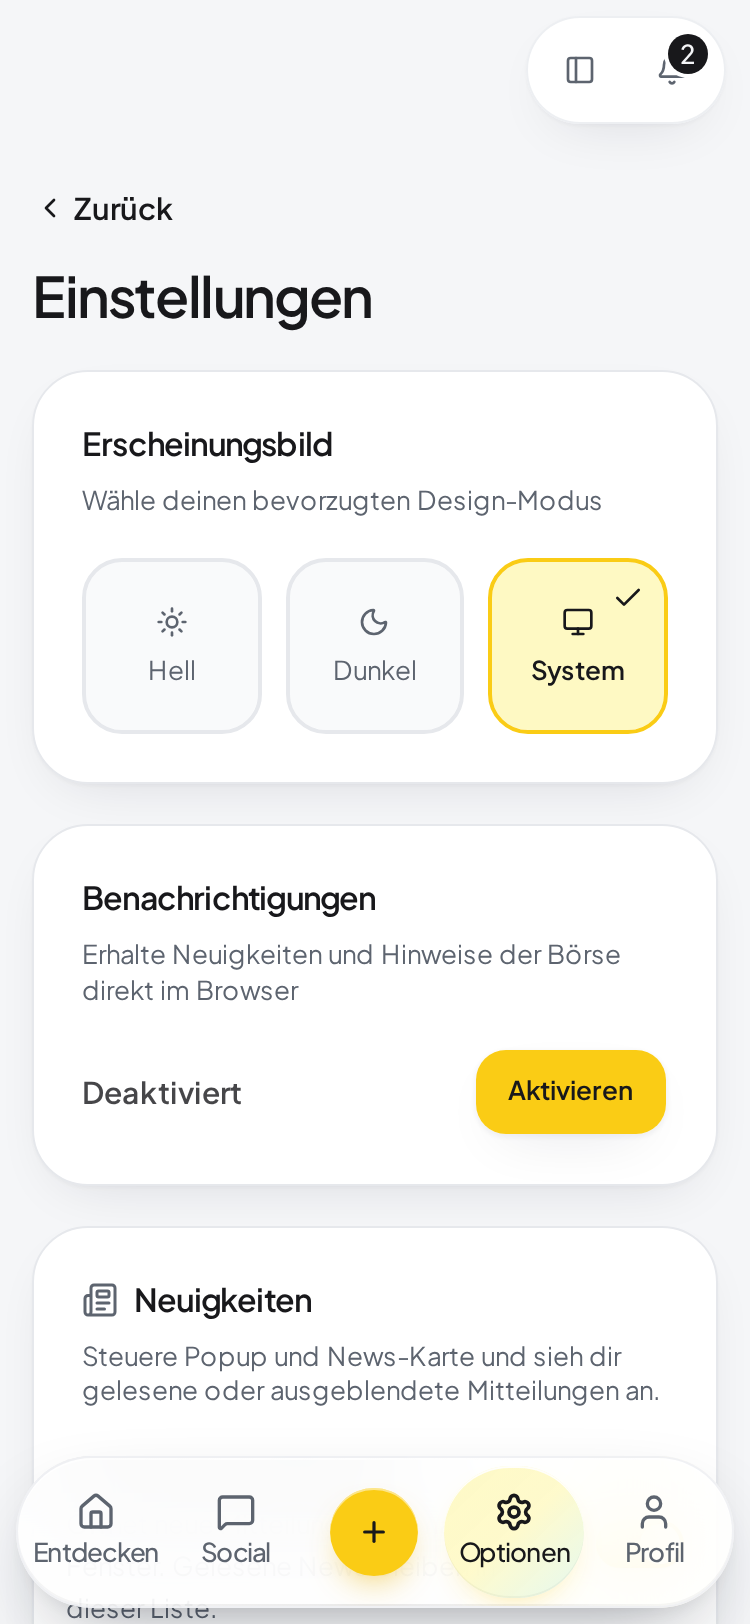 2
Zurück
Einstellungen
Erscheinungsbild
Wähle deinen bevorzugten Design-Modus
Hell
Dunkel
System
Benachrichtigungen
Erhalte Neuigkeiten und Hinweise der Börse
direkt im Browser
Deaktiviert
Aktivieren
Neuigkeiten
Steuere Popup und News-Karte und sieh dir
gelesene oder ausgeblendete Mitteilungen an.
Entdecken
Social
Optionen
Profil
dieser Liste.